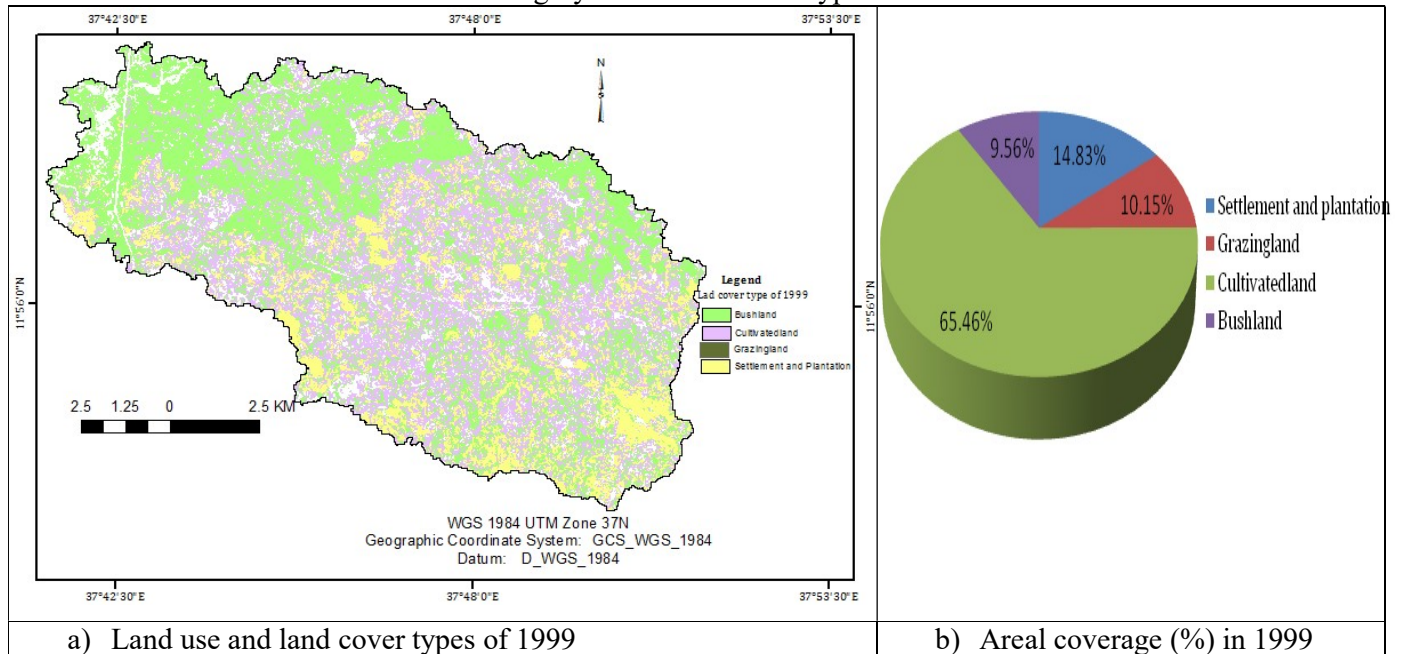 37°42'30"E 37°48'0"E 37°53'30"E
N
11°56'0"N
11°56'0"N
Legend
Lad cover type of 1999
Bushland
Cultivatedland
Grazingland
Settlement and Plantation
2.5 1.25 0 2.5 KM
WGS 1984 UTM Zone 37N
Geographic Coordinate System: GCS_WGS_1984
Datum: D_WGS_1984
37°42'30"E 37°48'0"E 37°53'30"E
9.56%
14.83%
10.15%
65.46%
Settlement and plantation
Grazingland
Cultivatedland
Bushland
a) Land use and land cover types of 1999
b) Areal coverage (%) in 1999